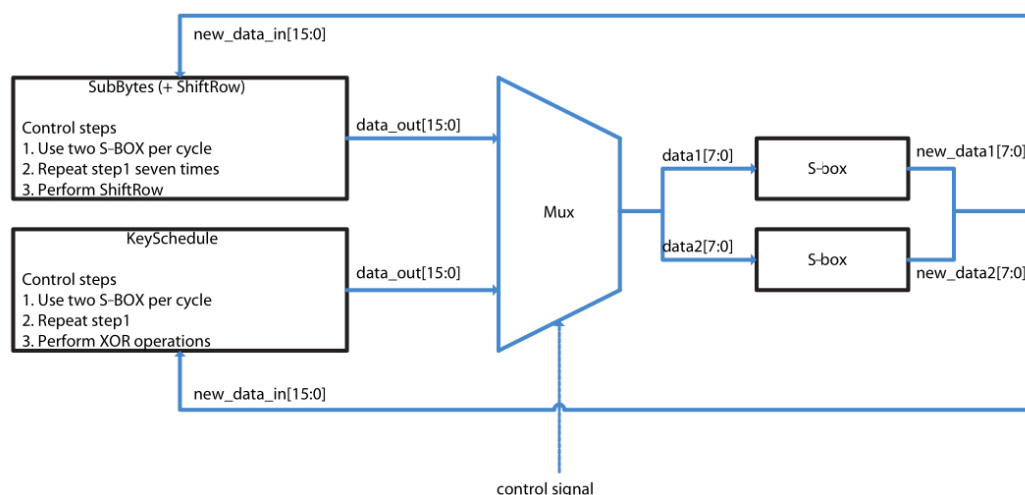 new_data_in[15:0]
SubBytes (+ ShiftRow)
Control steps
1. Use two S-BOX per cycle
2. Repeat step1 seven times
3. Perform ShiftRow
data_out[15:0]
KeySchedule
Control steps
1. Use two S-BOX per cycle
2. Repeat step1
3. Perform XOR operations
data_out[15:0]
new_data_in[15:0]
Mux
control signal
data1[7:0]
data2[7:0]
S-box
S-box
new_data1[7:0]
new_data2[7:0]